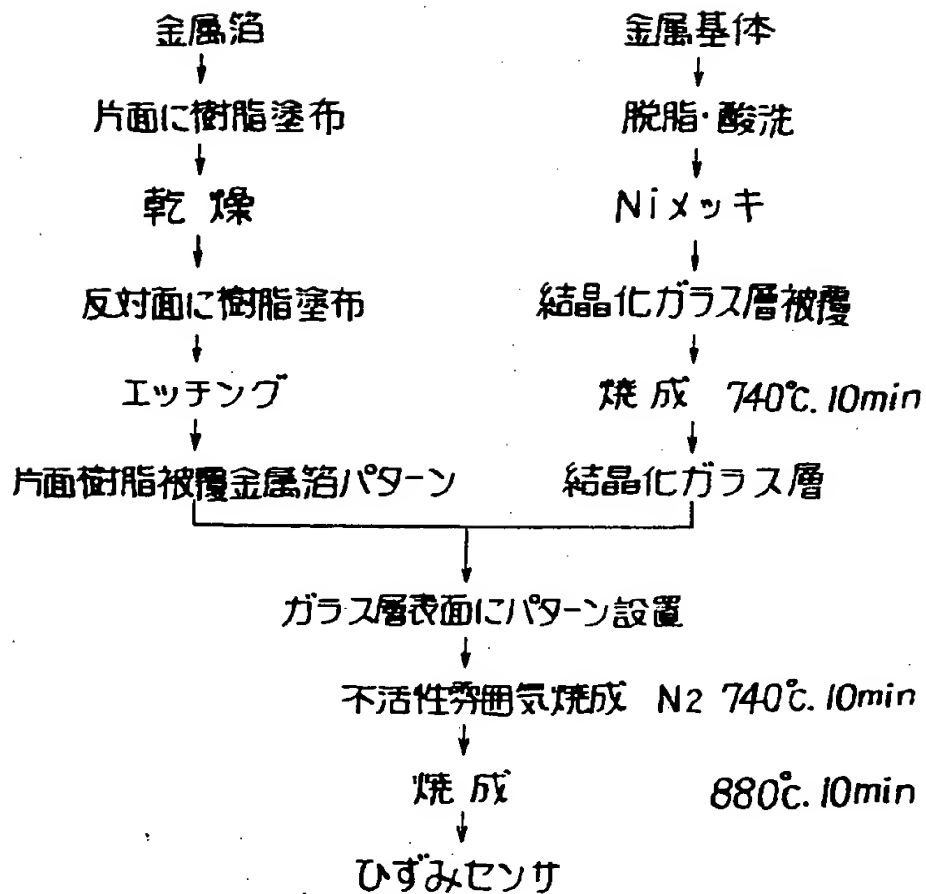 金属箔
片面に樹脂塗布
乾燥
反対面に樹脂塗布
エッチング
片面樹脂被覆金属箔パターン
金属基体
脱脂・酸洗
Niメッキ
結晶化ガラス層被覆
焼成 740℃.10min
結晶化ガラス層
ガラス層表面にパターン設置
不活性雰囲気焼成 N2 740℃.10min
焼成 880℃.10min
ひずみセンサ